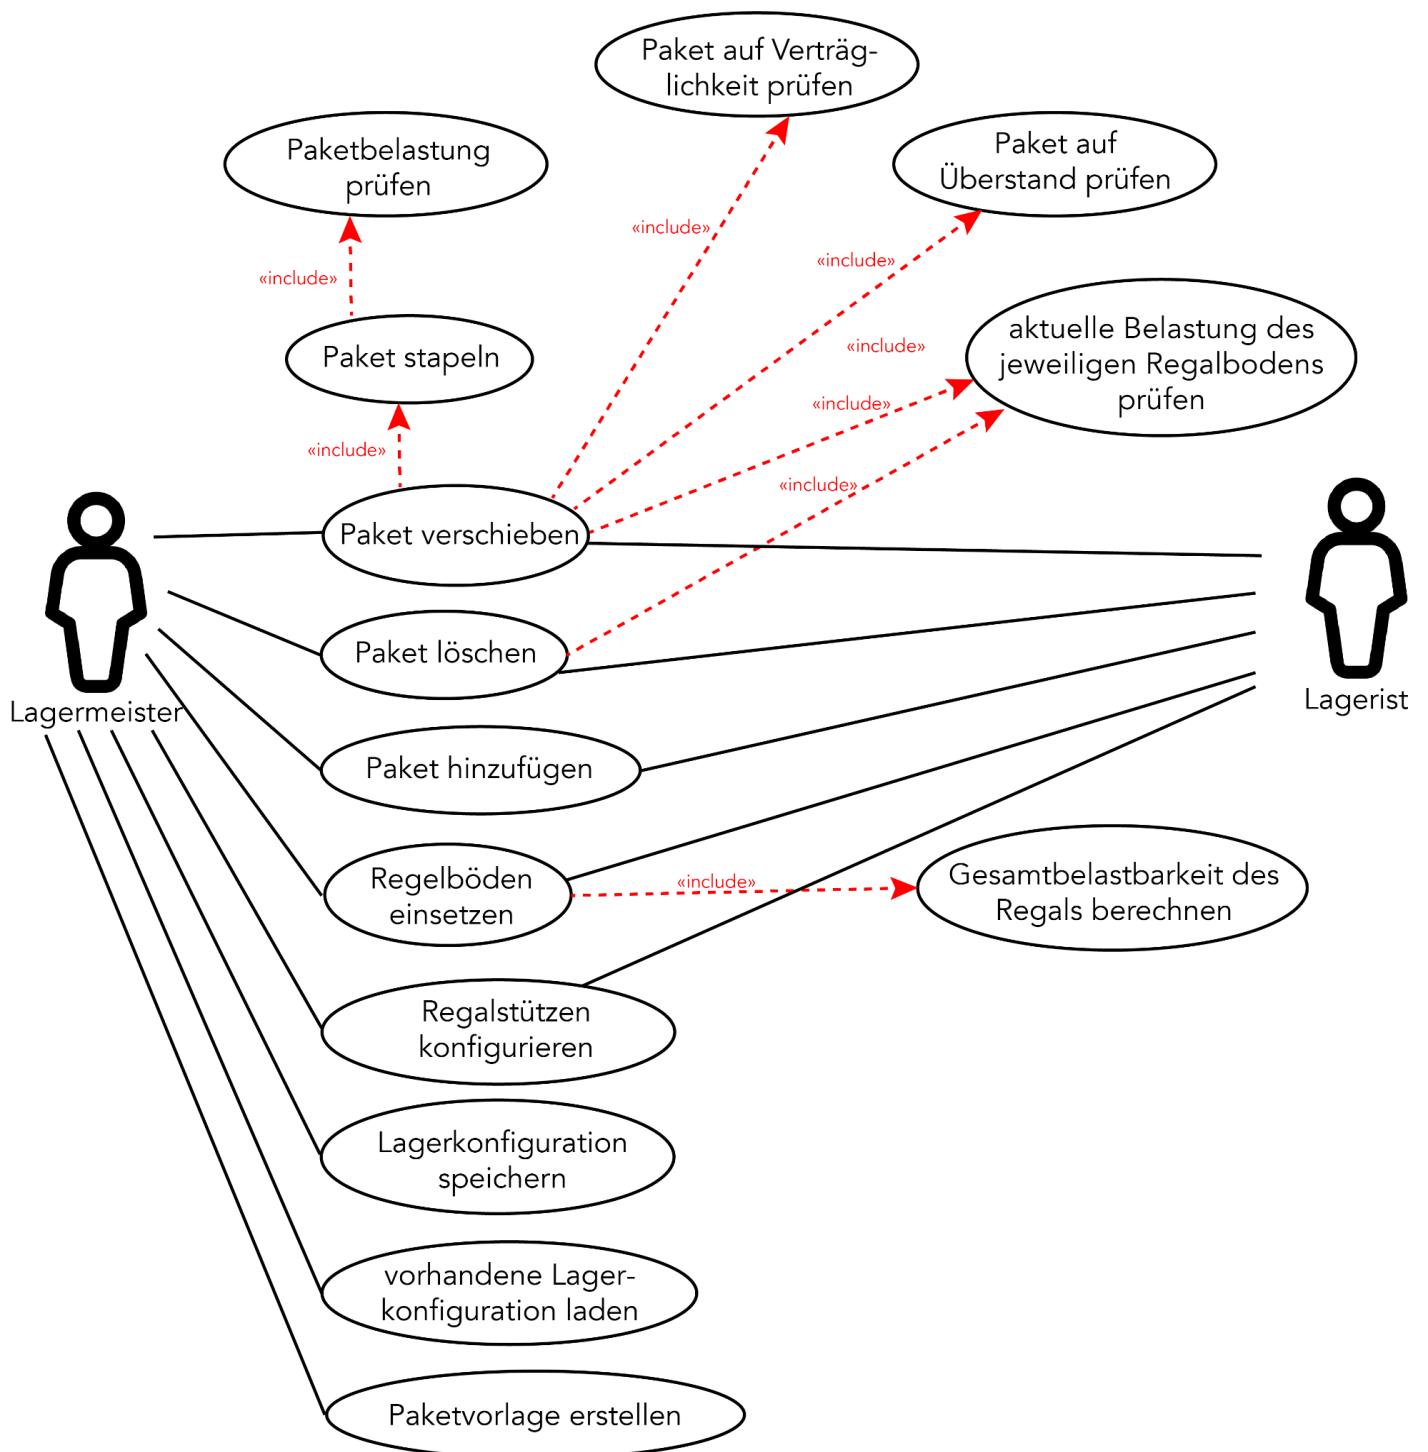 Paket auf Verträg-
lichkeit prüfen
Paketbelastung
prüfen
Paket auf
Überstand prüfen
«include»
«include»
«include»
aktuelle Belastung des
jeweiligen Regalbodens
prüfen
«include»
Paket stapeln
«include»
«include»
«include»
Paket verschieben
Paket löschen
Lagermeister
Lagerist
Paket hinzufügen
Regelböden
einsetzen
«include»
Gesamtbelastbarkeit des
Regals berechnen
Regalstützen
konfigurieren
Lagerkonfiguration
speichern
vorhandene Lager-
konfiguration laden
Paketvorlage erstellen